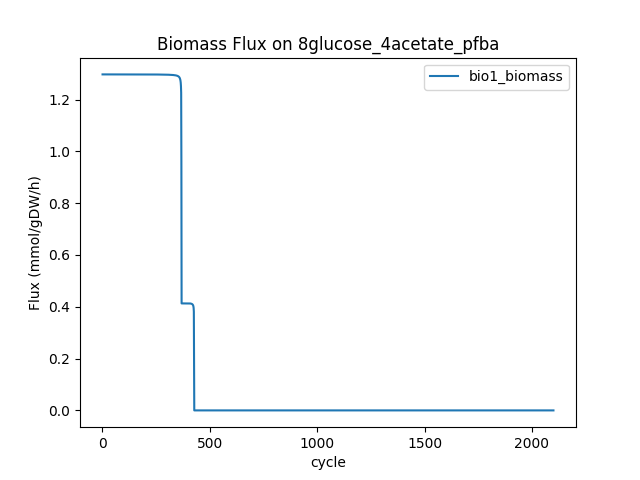 Biomass Flux on 8glucose_4acetate_pfba
bio1_biomass
Flux (mmol/gDW/h)
1.2
1.0
0.8
0.6
0.4
0.2
0.0
0 500 1000 1500 2000
cycle